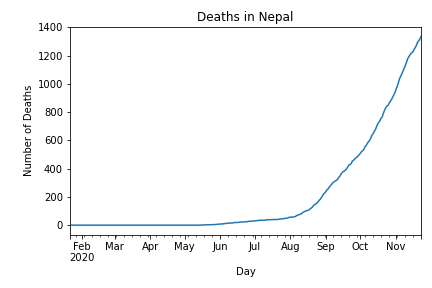 Deaths in Nepal
1400
1200
1000
800
600
400
200
0
Number of Deaths
Feb Mar Apr May Jun Jul Aug Sep Oct Nov
2020
Day